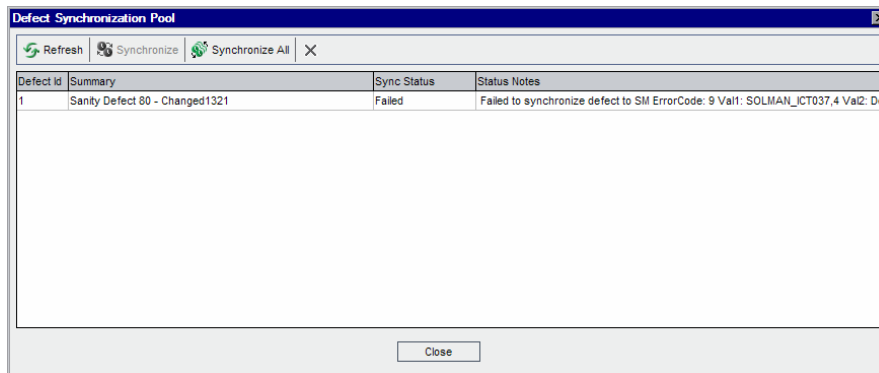 Defect Synchronization Pool
Refresh Synchronize Synchronize All
Defect Id Summary Sync Status Status Notes
1 Sanity Defect 80 - Changed1321 Failed Failed to synchronize defect to SM ErrorCode: 9 Val1: SOLMAN_ICT037,4 Val2:
Close